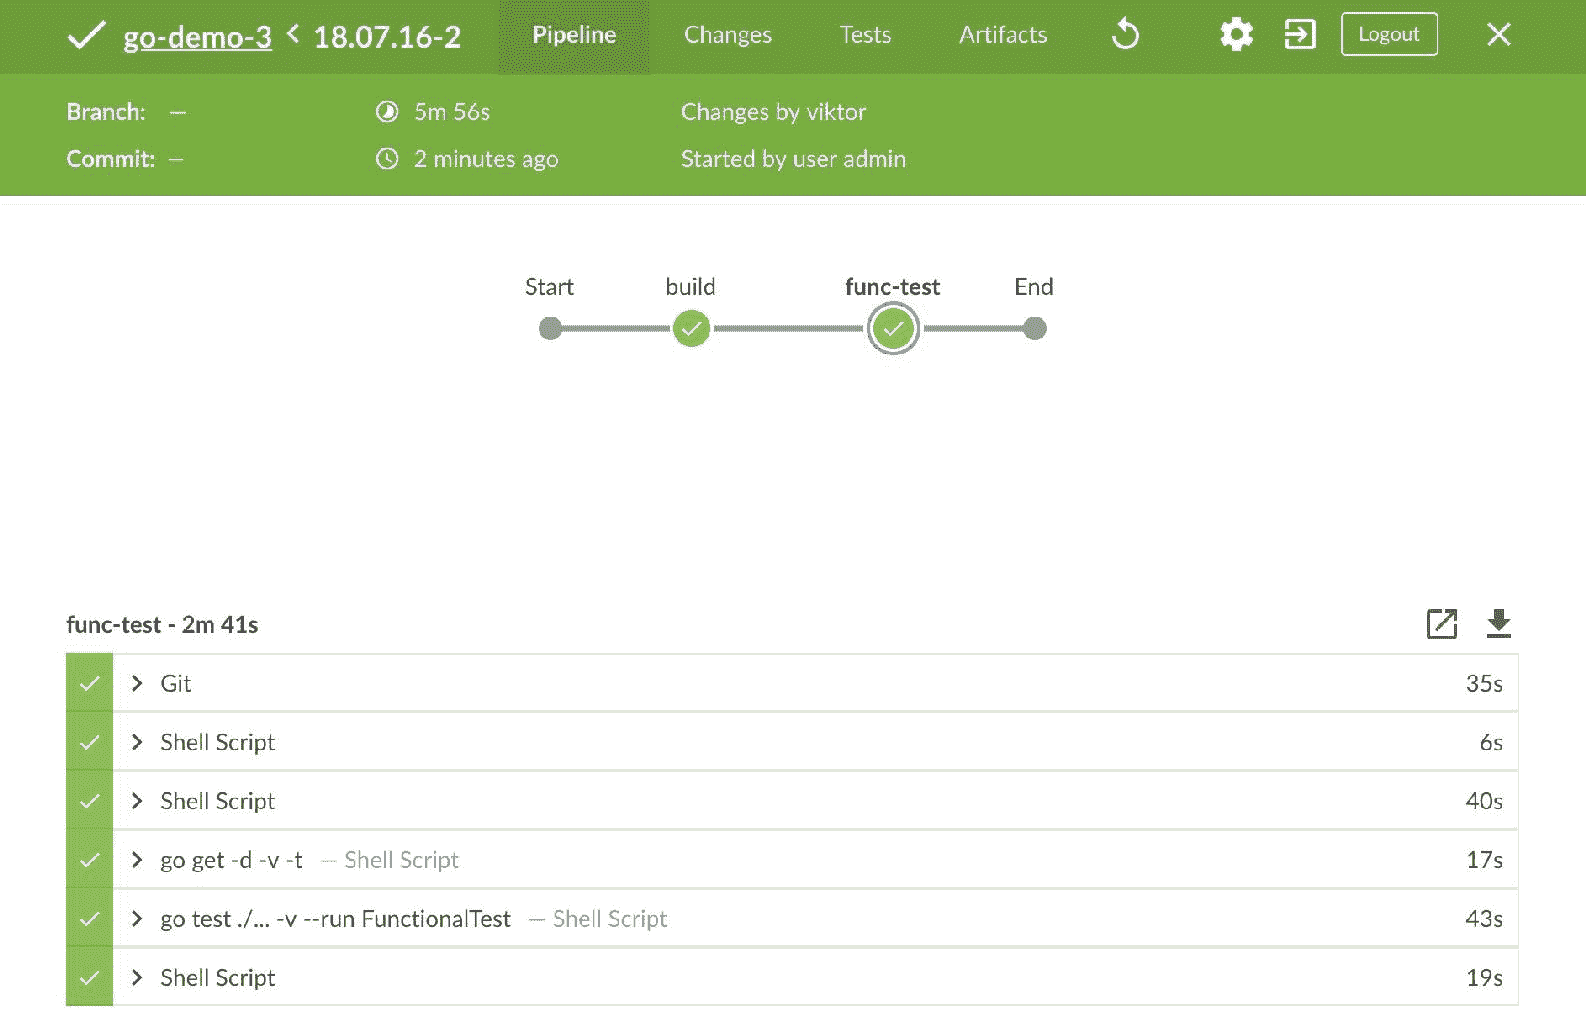 go-demo-3 < 18.07.16-2 Pipeline Changes Tests Artifacts Logout
Branch: — 5m 56s Changes by viktor
Commit: — 2 minutes ago Started by user admin
Start build func-test End
func-test - 2m 41s
Git 35s
Shell Script 6s
Shell Script 40s
go get -d -v -t — Shell Script 17s
go test ./... -v --run FunctionalTest — Shell Script 43s
Shell Script 19s